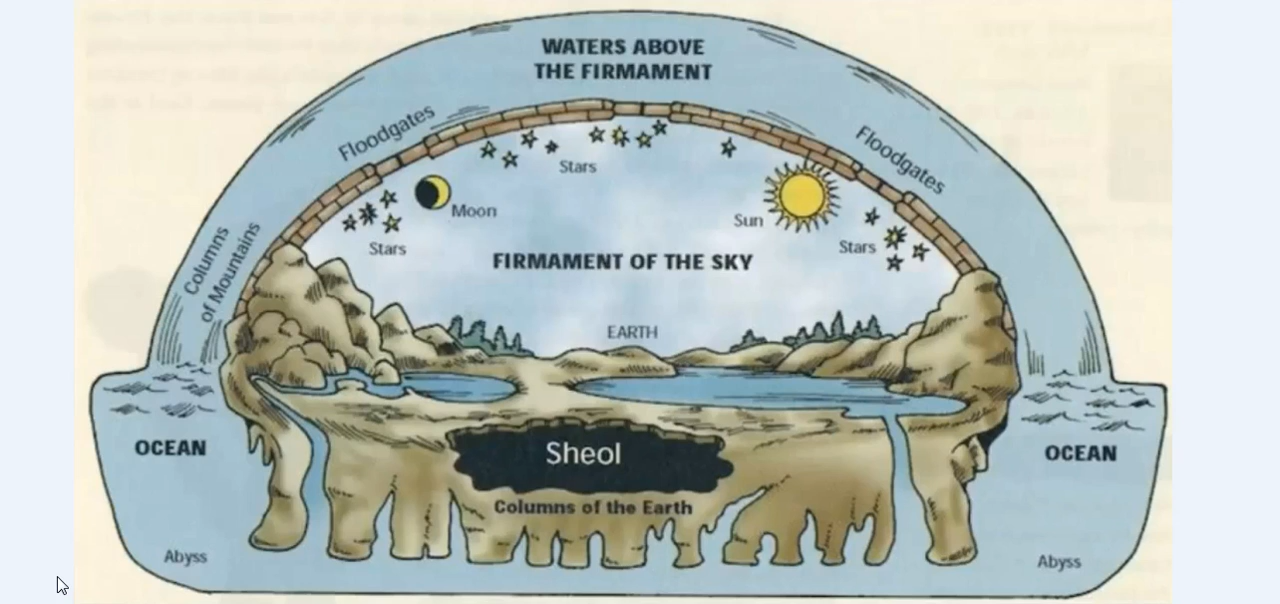 WATERS ABOVE
THE FIRMAMENT
Floodgates
Floodgates
Stars
Moon
Sun
Stars
Stars
Columns
of Mountains
FIRMAMENT OF THE SKY
EARTH
OCEAN
Sheol
OCEAN
Columns of the Earth
Abyss
Abyss